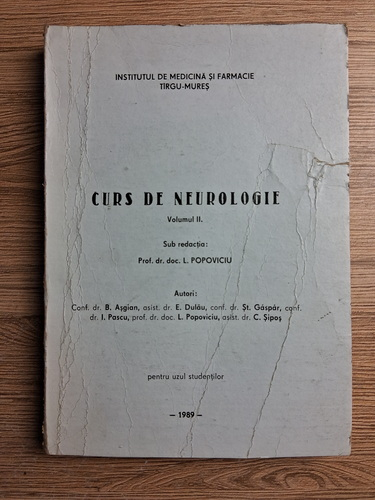 INSTITUTUL DE MEDICINĂ ȘI FARMACIE
TÎRGU-MUREȘ
CURS DE NEUROLOGIE
Volumul II.
Sub redacția:
Prof. dr. doc. L. POPOVICIU
Autori:
Conf. dr. B. Așgian, asist. dr. E. Dulău, conf. dr. Șt. Gáspár, conf.
dr. I. Pascu, prof. dr. doc. L. Popoviciu, asist. dr. C. Șipoș
pentru uzul studenților
— 1989 —